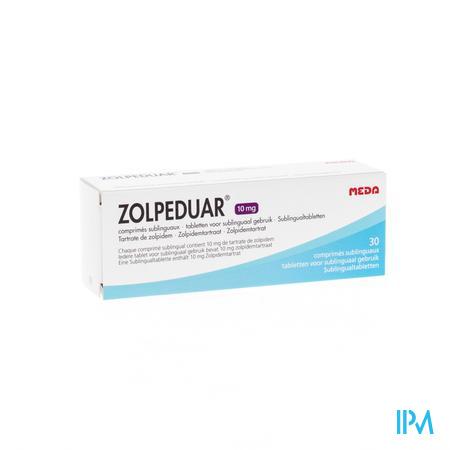 ZOLPEDUAR® 10 mg
comprimés sublinguaux - tabletten voor sublinguaal gebruik - Sublingualtabletten
Tartrate de zolpidem - Zolpidemtartraat - Zolpidemtartrat
Chaque comprimé sublingual contient 10 mg de tartrate de zolpidem
Iedere tablet voor sublinguaal gebruik bevat 10 mg zolpidemtartraat
Eine Sublingualtablette enthält 10 mg Zolpidemtartrat
MEDA
30
comprimés sublinguaux
tabletten voor sublinguaal gebruik
Sublingualtabletten
IPM